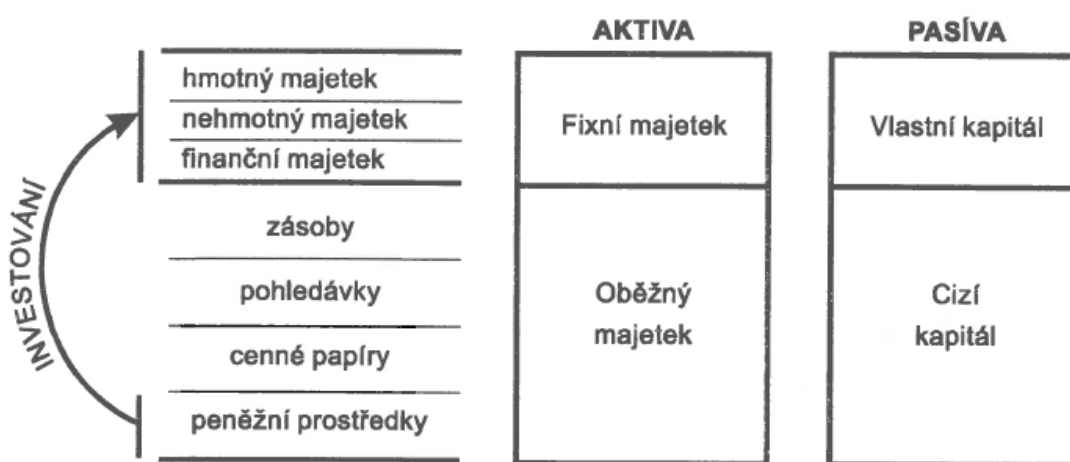 AKTIVA
PASÍVA
hmotný majetek
nehmotný majetek
finanční majetek
Fixní majetek
Vlastní kapitál
INVESTOVÁNÍ
zásoby
pohledávky
cenné papíry
peněžní prostředky
Oběžný
majetek
Cizí
kapitál